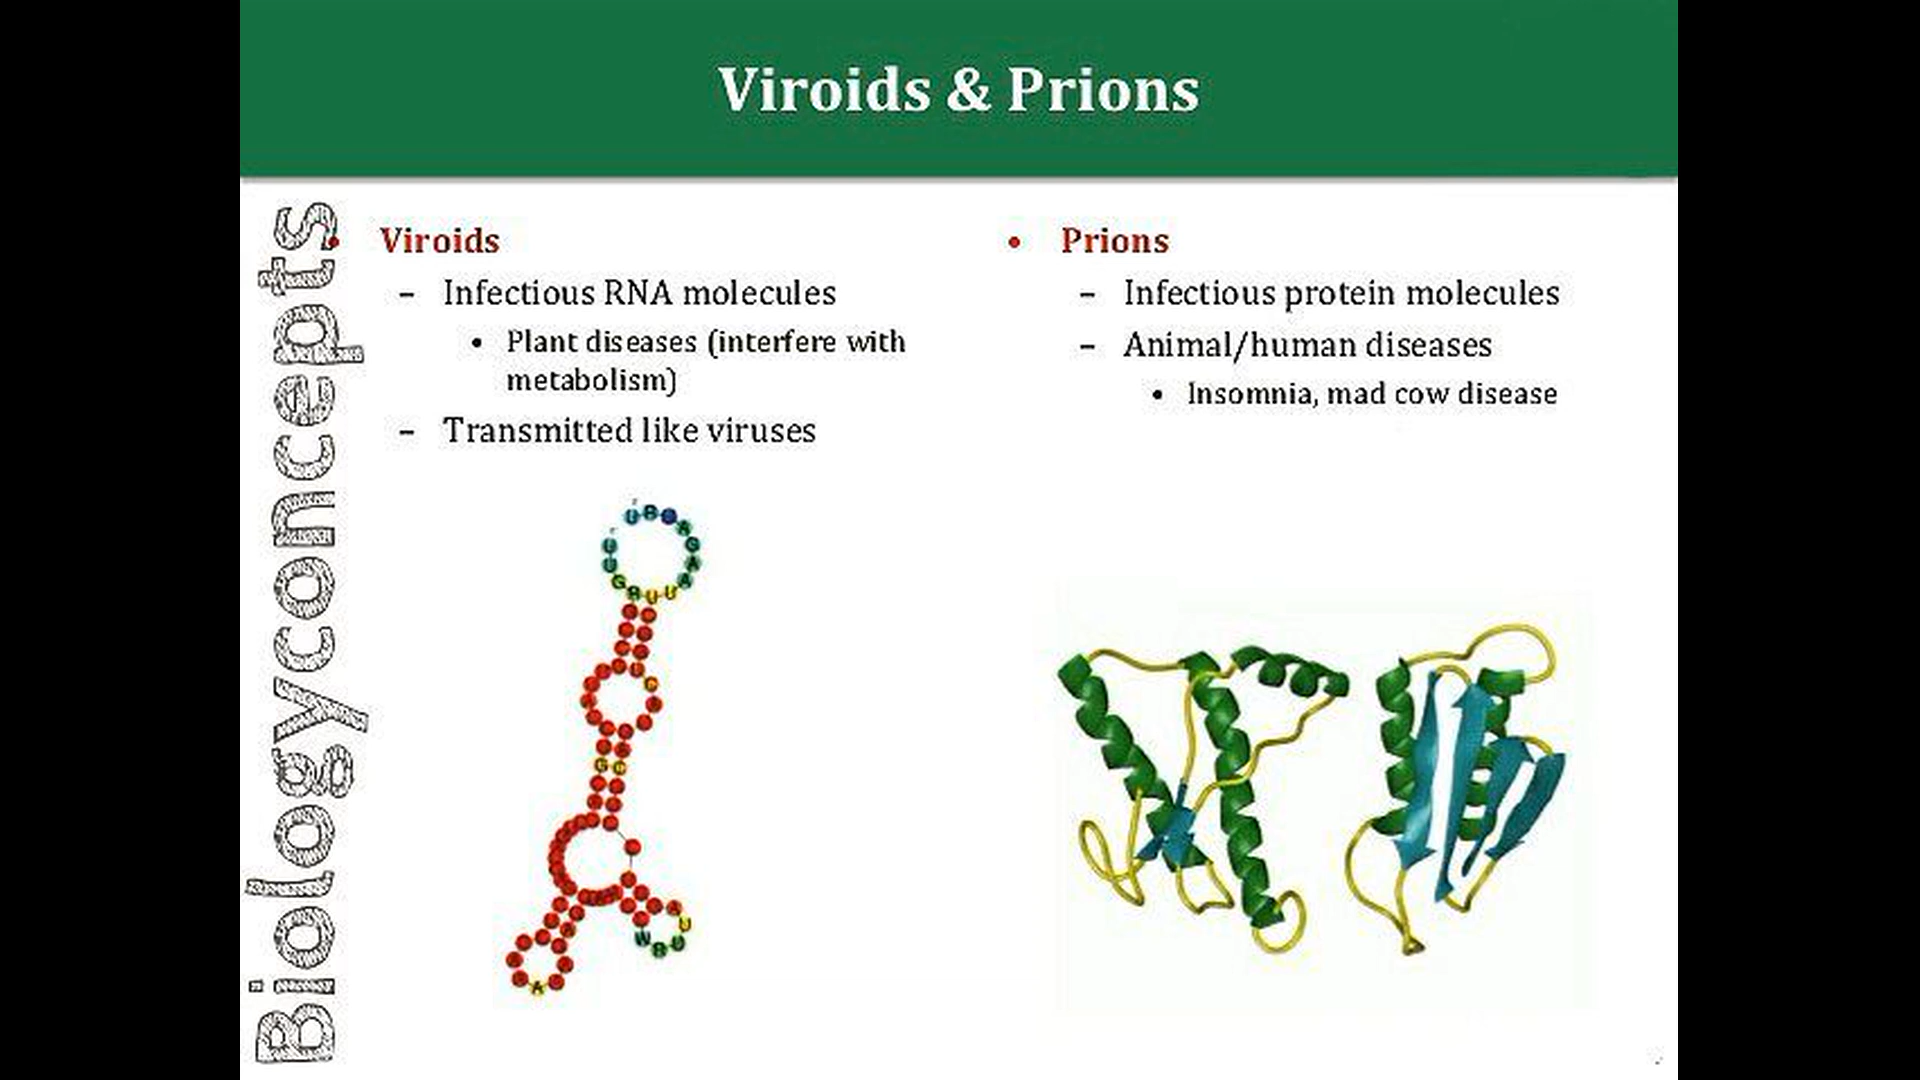 Viroids & Prions
Biologyconcepts
• Viroids
– Infectious RNA molecules
• Plant diseases (interfere with
metabolism)
– Transmitted like viruses
• Prions
– Infectious protein molecules
– Animal/human diseases
• Insomnia, mad cow disease